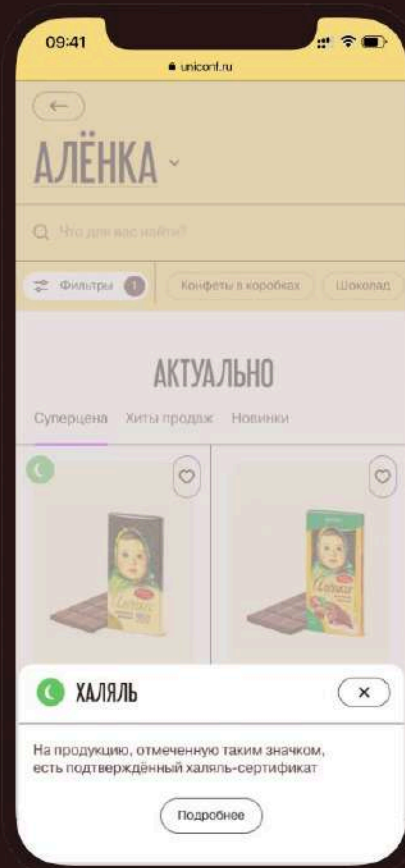 09:41
uniconf.ru
АЛЁНКА
Что для вас найти?
Фильтры 1 Конфеты в коробках Шоколад
АКТУАЛЬНО
Суперцена Хиты продаж Новинки
ХАЛЯЛЬ
На продукцию, отмеченную таким значком,
есть подтверждённый халяль-сертификат
Подробнее